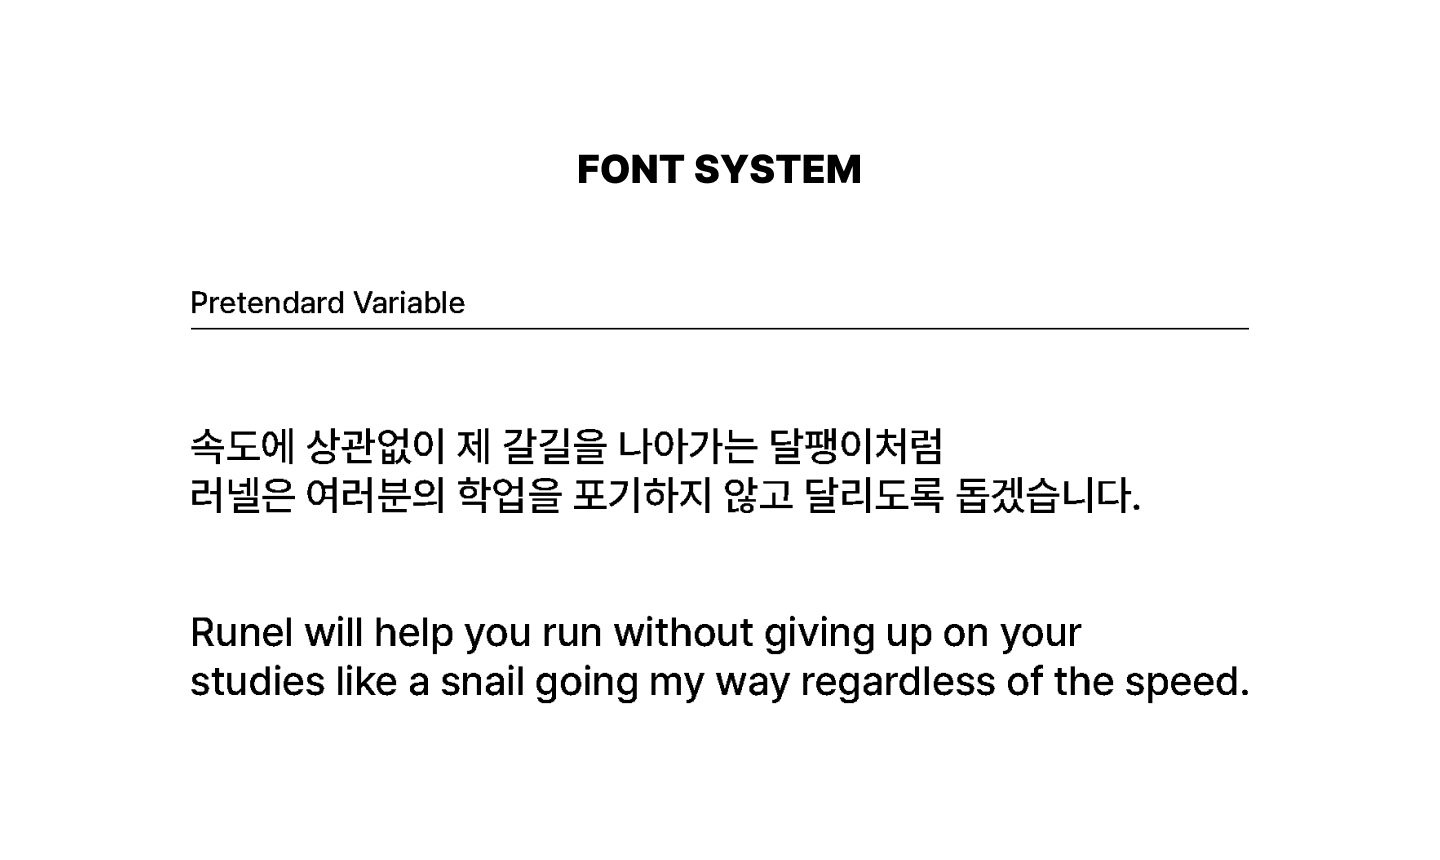 FONT SYSTEM
Pretendard Variable
속도에 상관없이 제 갈길을 나아가는 달팽이처럼
러넬은 여러분의 학업을 포기하지 않고 달리도록 돕겠습니다.
Runel will help you run without giving up on your
studies like a snail going my way regardless of the speed.